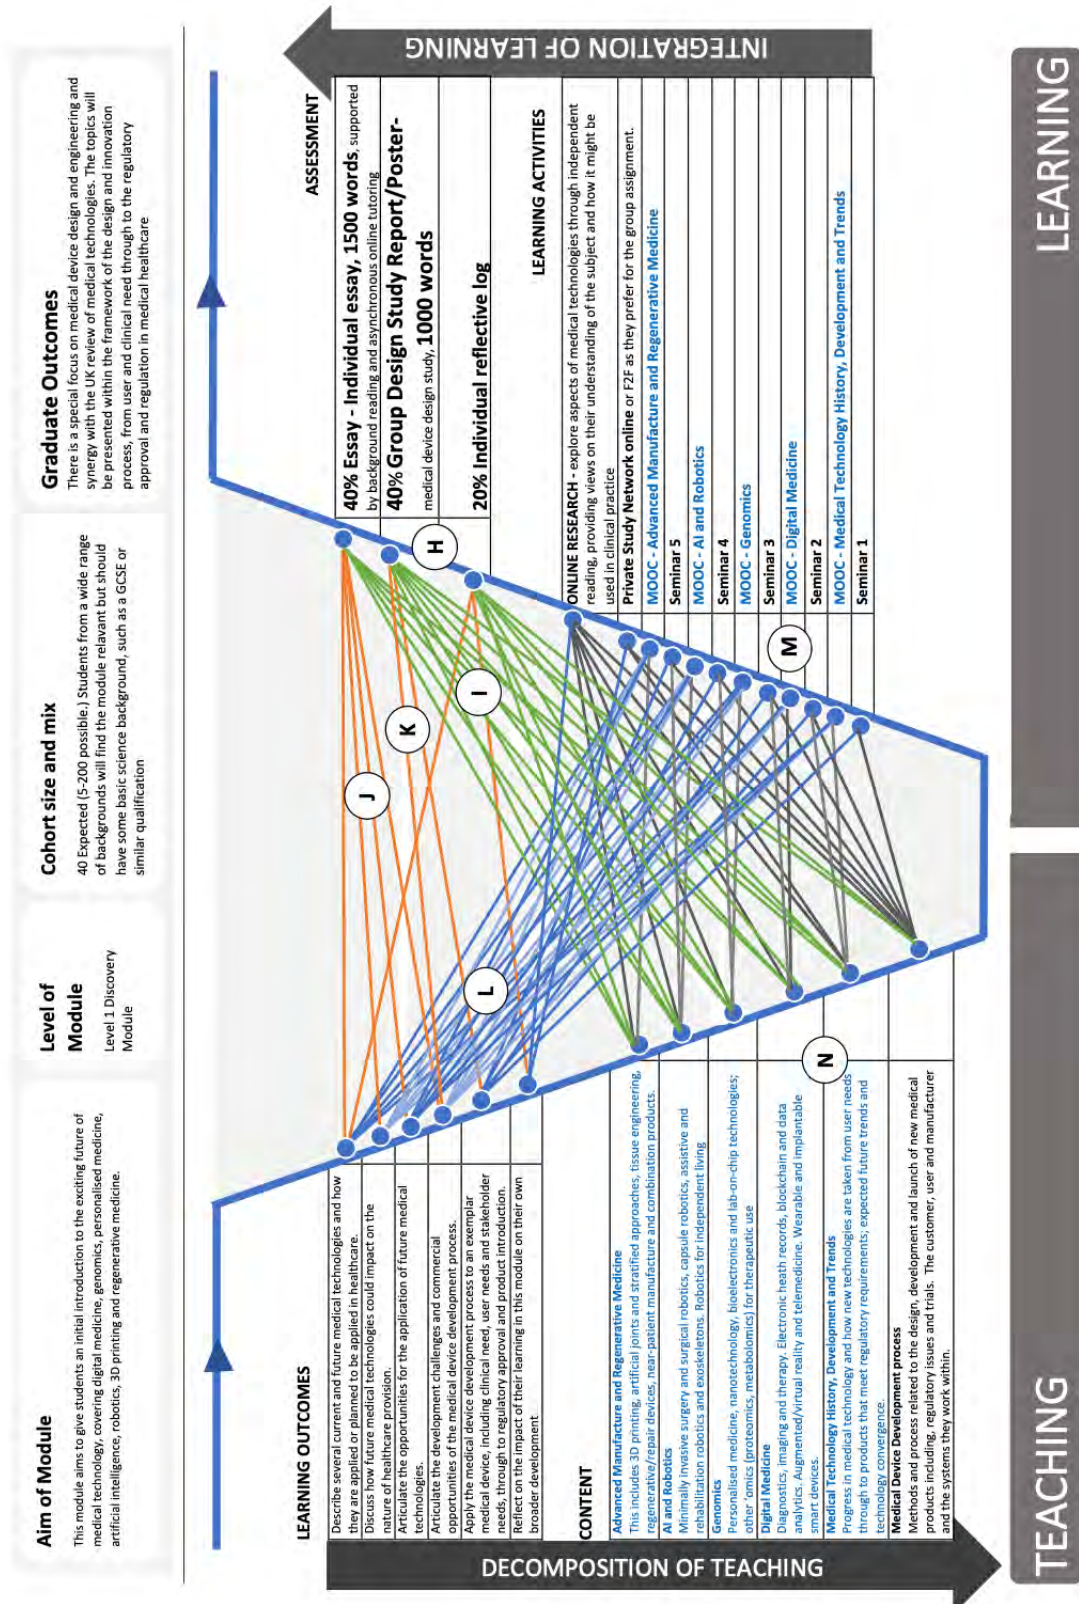 Aim of Module
This module aims to give students an initial introduction to the exciting future of
medical technology, covering digital medicine, genomics, personalised medicine,
artificial intelligence, robotics, 3D printing and regenerative medicine.
Level of
Module
Level 1 Discovery
Module
Cohort size and mix
40 Expected (5-200 possible.) Students from a wide range
of backgrounds will find the module relavant but should
have some basic science background, such as a GCSE or
similar qualification
Graduate Outcomes
There is a special focus on medical device design and engineering and
synergy with the UK review of medical technologies. The topics will
be presented within the framework of the design and innovation
process, from user and clinical need through to the regulatory
approval and regulation in medical healthcare
LEARNING OUTCOMES
Describe several current and future medical technologies and how
they are applied or planned to be applied in healthcare.
Discuss how future medical technologies could impact on the
nature of healthcare provision.
Articulate the opportunities for the application of future medical
technologies.
Articulate the development challenges and commercial
opportunities of the medical device development process.
Apply the medical device development process to an exemplar
medical device, including clinical need, user needs and stakeholder
needs, through to regulatory approval and product introduction.
Reflect on the impact of their learning in this module on their own
broader development
CONTENT
Advanced Manufacture and Regenerative Medicine
This includes 3D printing, artificial joints and stratified approaches, tissue engineering,
regenerative/repair devices, near-patient manufacture and combination products.
AI and Robotics
Minimally invasive surgery and surgical robotics, capsule robotics, assistive and
rehabilitation robotics and exoskeletons. Robotics for independent living
Genomics
Personalised medicine, nanotechnology, bioelectronics and lab-on-chip technologies;
other 'omics (proteomics, metabolomics) for therapeutic use
Digital Medicine
Diagnostics, imaging and therapy. Electronic heath records, blockchain and data
analytics. Augmented/virtual reality and telemedicine. Wearable and implantable
smart devices.
Medical Technology History, Development and Trends
Progress in medical technology and how new technologies are taken from user needs
through to products that meet regulatory requirements; expected future trends and
technology convergence.
Medical Device Development process
Methods and process related to the design, development and launch of new medical
products including, regulatory issues and trials. The customer, user and manufacturer
and the systems they work within.
DECOMPOSITION OF TEACHING
TEACHING
J
K
L
I
H
M
N
ASSESSMENT
40% Essay - Individual essay, 1500 words, supported
by background reading and asynchronous online tutoring
40% Group Design Study Report/Poster-
medical device design study, 1000 words
20% Individual reflective log
LEARNING ACTIVITIES
ONLINE RESEARCH - explore aspects of medical technologies through independent
reading, providing views on their understanding of the subject and how it might be
used in clinical practice
Private Study Network online or F2F as they prefer for the group assignment.
MOOC - Advanced Manufacture and Regenerative Medicine
Seminar 5
MOOC - AI and Robotics
Seminar 4
MOOC - Genomics
Seminar 3
MOOC - Digital Medicine
Seminar 2
MOOC - Medical Technology History, Development and Trends
Seminar 1
INTEGRATION OF LEARNING
LEARNING